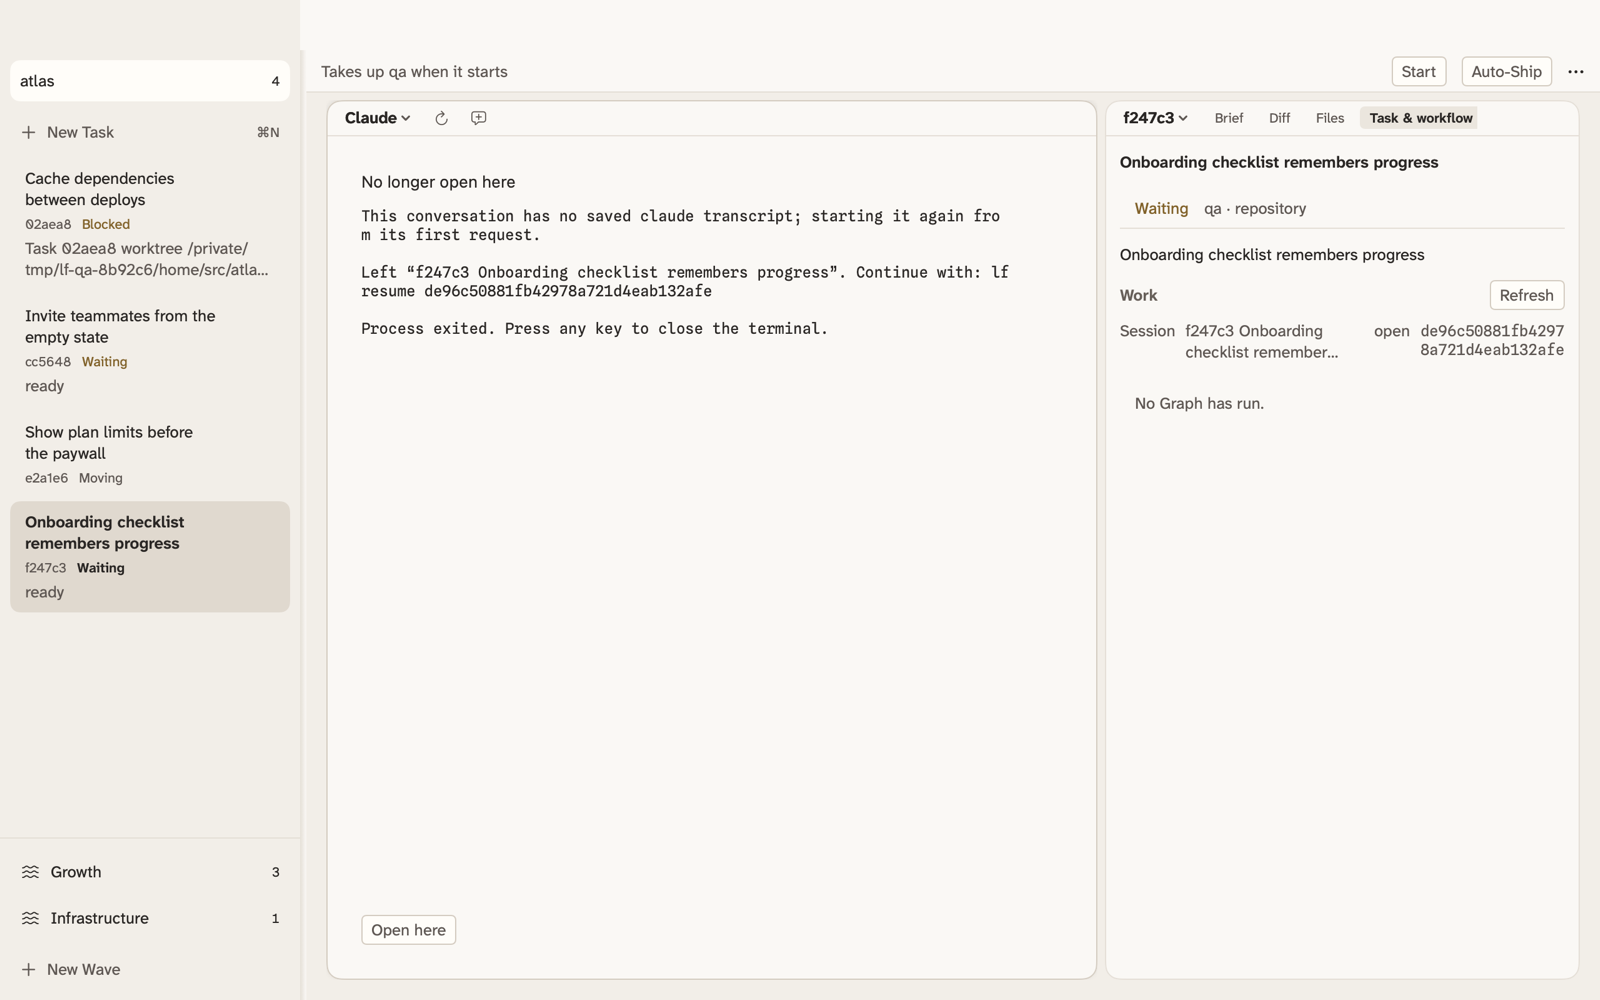 atlas 4
New Task ⌘N
Cache dependencies
between deploys
02aea8 Blocked
Task 02aea8 worktree /private/
tmp/lf-qa-8b92c6/home/src/atla...
Invite teammates from the
empty state
cc5648 Waiting
ready
Show plan limits before
the paywall
e2a1e6 Moving
Onboarding checklist
remembers progress
f247c3 Waiting
ready
Growth 3
Infrastructure 1
New Wave
Takes up qa when it starts
Start Auto-Ship
Claude
No longer open here
This conversation has no saved claude transcript; starting it again fro
m its first request.
Left “f247c3 Onboarding checklist remembers progress”. Continue with: lf
resume de96c50881fb42978a721d4eab132afe
Process exited. Press any key to close the terminal.
Open here
f247c3 Brief Diff Files Task & workflow
Onboarding checklist remembers progress
Waiting qa · repository
Onboarding checklist remembers progress
Work Refresh
Session f247c3 Onboarding open de96c50881fb4297
checklist remember... 8a721d4eab132afe
No Graph has run.